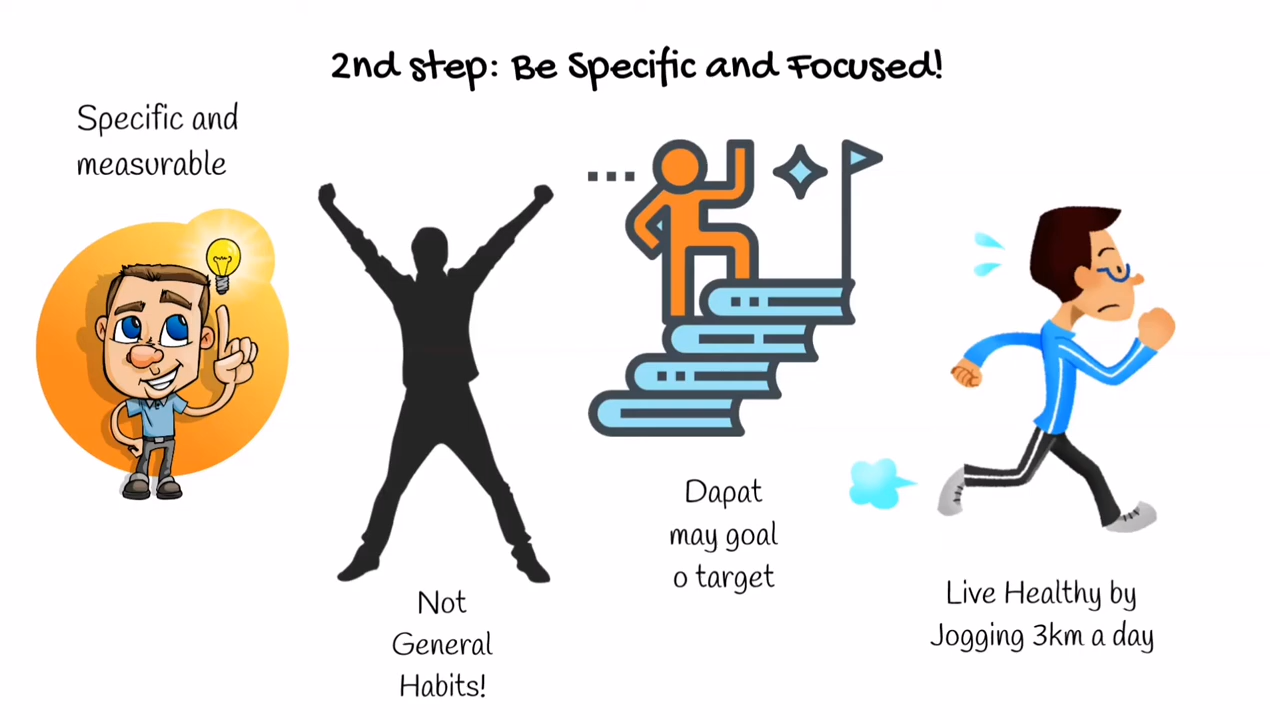 2nd step: Be Specific and Focused!
Specific and
measurable
Not
General
Habits!
Dapat
may goal
o target
Live Healthy by
Jogging 3km a day